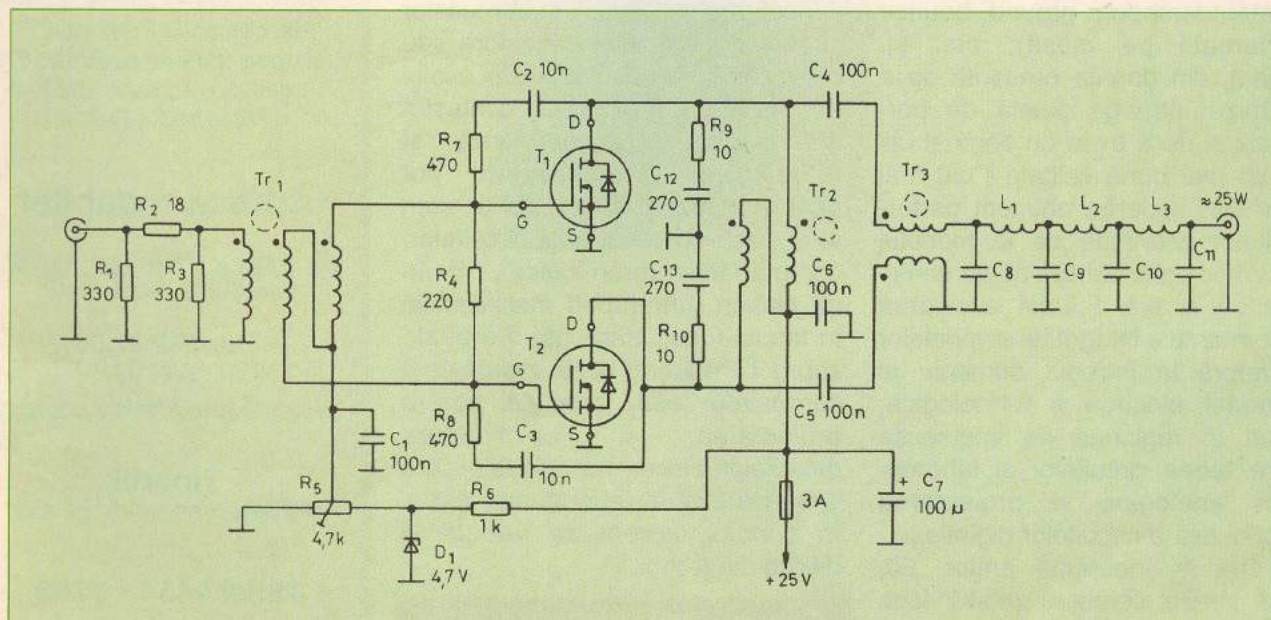 C2 10n
C4 100n
D
R7
470
T1
R9
10
Tr1
C12
270
Tr2
Tr3
R2 18
G
S
L1
L2
L3
≈25W
R1
330
R3
330
R4
220
C13
270
C6
100n
C8
C9
C10
C11
D
T2
R10
10
G
R8
470
S
C5
100n
C1
100n
C3
10n
R5
4,7k
R6
1k
3A
+
C7
100µ
D1
4,7V
+25V